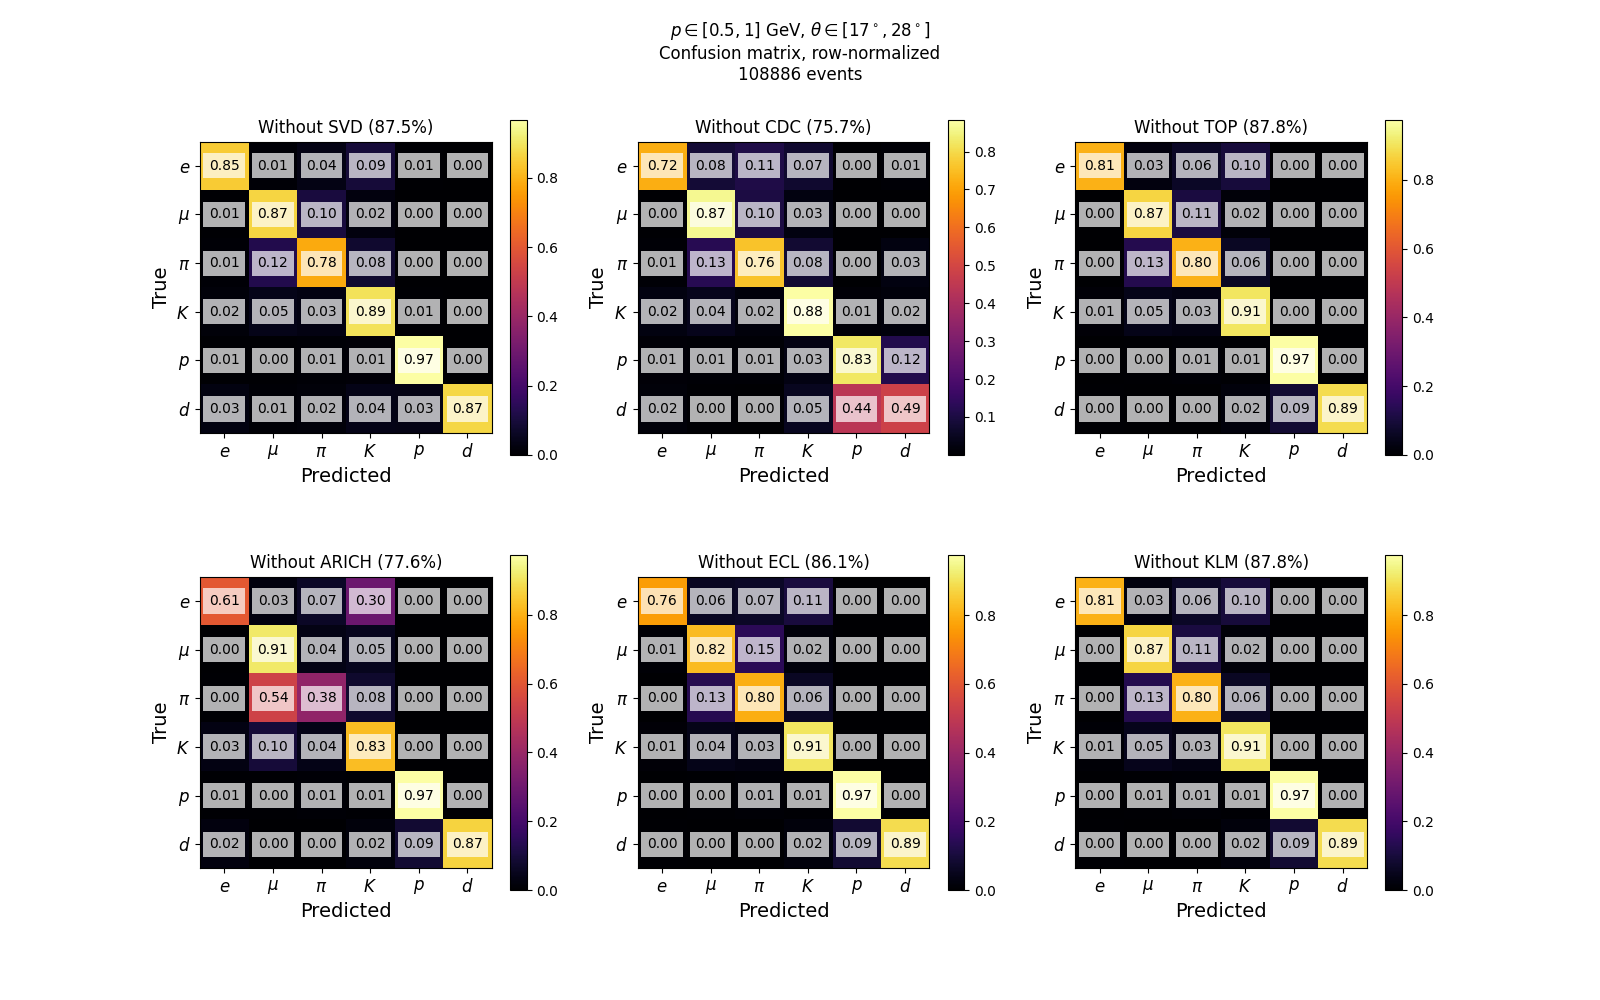 p ∈ [0.5, 1] GeV, θ ∈ [17°, 28°]
Confusion matrix, row-normalized
108886 events
Without SVD (87.5%)
True
e 0.85 0.01 0.04 0.09 0.01 0.00
μ 0.01 0.87 0.10 0.02 0.00 0.00
π 0.01 0.12 0.78 0.08 0.00 0.00
K 0.02 0.05 0.03 0.89 0.01 0.00
p 0.01 0.00 0.01 0.01 0.97 0.00
d 0.03 0.01 0.02 0.04 0.03 0.87
e μ π K p d
Predicted
0.8
0.6
0.4
0.2
0.0
Without CDC (75.7%)
True
e 0.72 0.08 0.11 0.07 0.00 0.01
μ 0.00 0.87 0.10 0.03 0.00 0.00
π 0.01 0.13 0.76 0.08 0.00 0.03
K 0.02 0.04 0.02 0.88 0.01 0.02
p 0.01 0.01 0.01 0.03 0.83 0.12
d 0.02 0.00 0.00 0.05 0.44 0.49
e μ π K p d
Predicted
0.8
0.7
0.6
0.5
0.4
0.3
0.2
0.1
Without TOP (87.8%)
True
e 0.81 0.03 0.06 0.10 0.00 0.00
μ 0.00 0.87 0.11 0.02 0.00 0.00
π 0.00 0.13 0.80 0.06 0.00 0.00
K 0.01 0.05 0.03 0.91 0.00 0.00
p 0.00 0.00 0.01 0.01 0.97 0.00
d 0.00 0.00 0.00 0.02 0.09 0.89
e μ π K p d
Predicted
0.8
0.6
0.4
0.2
0.0
Without ARICH (77.6%)
True
e 0.61 0.03 0.07 0.30 0.00 0.00
μ 0.00 0.91 0.04 0.05 0.00 0.00
π 0.00 0.54 0.38 0.08 0.00 0.00
K 0.03 0.10 0.04 0.83 0.00 0.00
p 0.01 0.00 0.01 0.01 0.97 0.00
d 0.02 0.00 0.00 0.02 0.09 0.87
e μ π K p d
Predicted
0.8
0.6
0.4
0.2
0.0
Without ECL (86.1%)
True
e 0.76 0.06 0.07 0.11 0.00 0.00
μ 0.01 0.82 0.15 0.02 0.00 0.00
π 0.00 0.13 0.80 0.06 0.00 0.00
K 0.01 0.04 0.03 0.91 0.00 0.00
p 0.00 0.00 0.01 0.01 0.97 0.00
d 0.00 0.00 0.00 0.02 0.09 0.89
e μ π K p d
Predicted
0.8
0.6
0.4
0.2
0.0
Without KLM (87.8%)
True
e 0.81 0.03 0.06 0.10 0.00 0.00
μ 0.00 0.87 0.11 0.02 0.00 0.00
π 0.00 0.13 0.80 0.06 0.00 0.00
K 0.01 0.05 0.03 0.91 0.00 0.00
p 0.00 0.01 0.01 0.01 0.97 0.00
d 0.00 0.00 0.00 0.02 0.09 0.89
e μ π K p d
Predicted
0.8
0.6
0.4
0.2
0.0